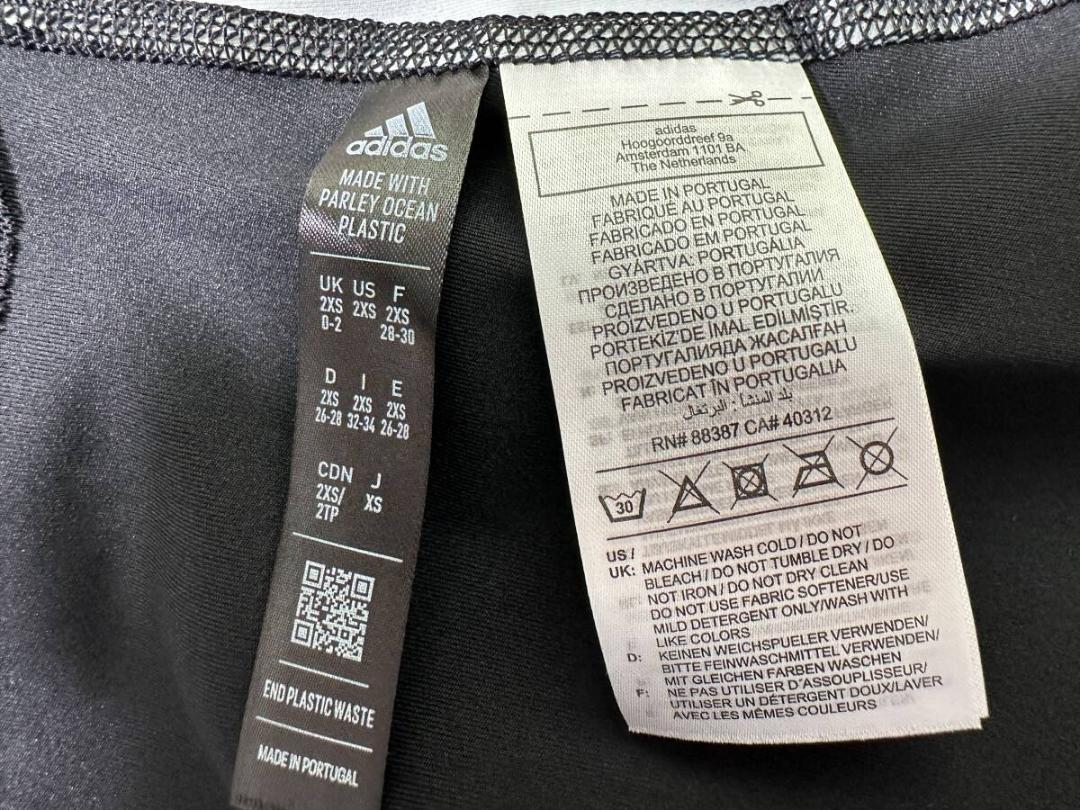 adidas
MADE WITH
PARLEY OCEAN
PLASTIC
UK US F
2XS 2XS 2XS
0-2 28-30
D I E
2XS 2XS 2XS
26-28 32-34 26-28
CDN J
2XS/ XS
2TP
END PLASTIC WASTE
MADE IN PORTUGAL
adidas
Hoogoorddreef 9a
Amsterdam 1101 BA
The Netherlands
MADE IN PORTUGAL
FABRIQUÉ AU PORTUGAL
FABRICADO EN PORTUGAL
FABRICADO EM PORTUGAL
GYÁRTVA: PORTUGÁLIA
ПРОИЗВЕДЕНО В ПОРТУГАЛИЯ
СДЕЛАНО В ПОРТУГАЛИИ
PROIZVEDENO U PORTUGALU
PORTEKİZ'DE İMAL EDİLMİŞTİR.
ПОРТУГАЛИЯДА ЖАСАЛҒАН
PROIZVEDENO U PORTUGALU
FABRICAT ÎN PORTUGALIA
بلد المنشأ : البرتغال
RN# 88387 CA# 40312
30
US / MACHINE WASH COLD / DO NOT
UK: BLEACH / DO NOT TUMBLE DRY / DO
NOT IRON / DO NOT DRY CLEAN
DO NOT USE FABRIC SOFTENER/USE
MILD DETERGENT ONLY/WASH WITH
LIKE COLORS
D: KEINEN WEICHSPUELER VERWENDEN/
BITTE FEINWASCHMITTEL VERWENDEN/
MIT GLEICHEN FARBEN WASCHEN
F: NE PAS UTILISER D'ASSOUPLISSEUR/
UTILISER UN DÉTERGENT DOUX/LAVER
AVEC LES MÊMES COULEURS